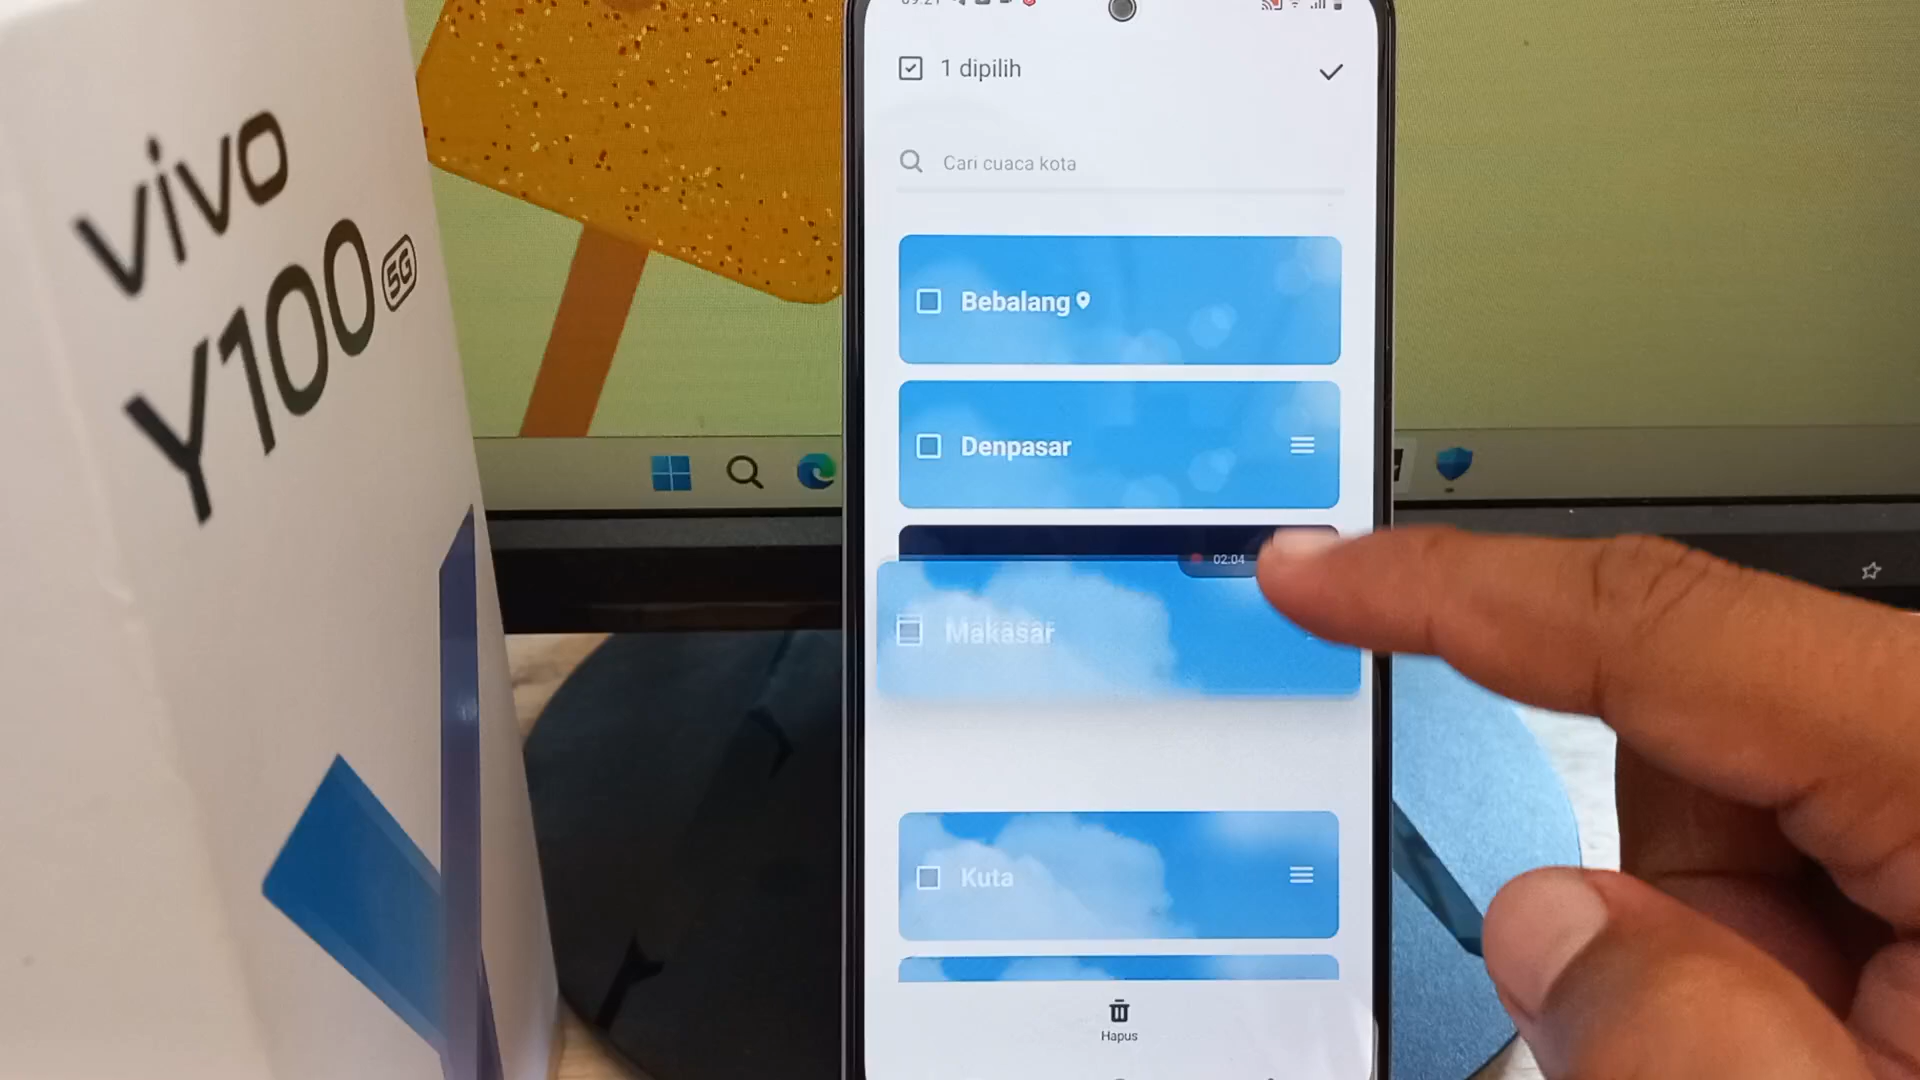 vivo
Y100 5G
1 dipilih
Cari cuaca kota
Bebalang
Denpasar
02:04
Makasar
Kuta
Hapus